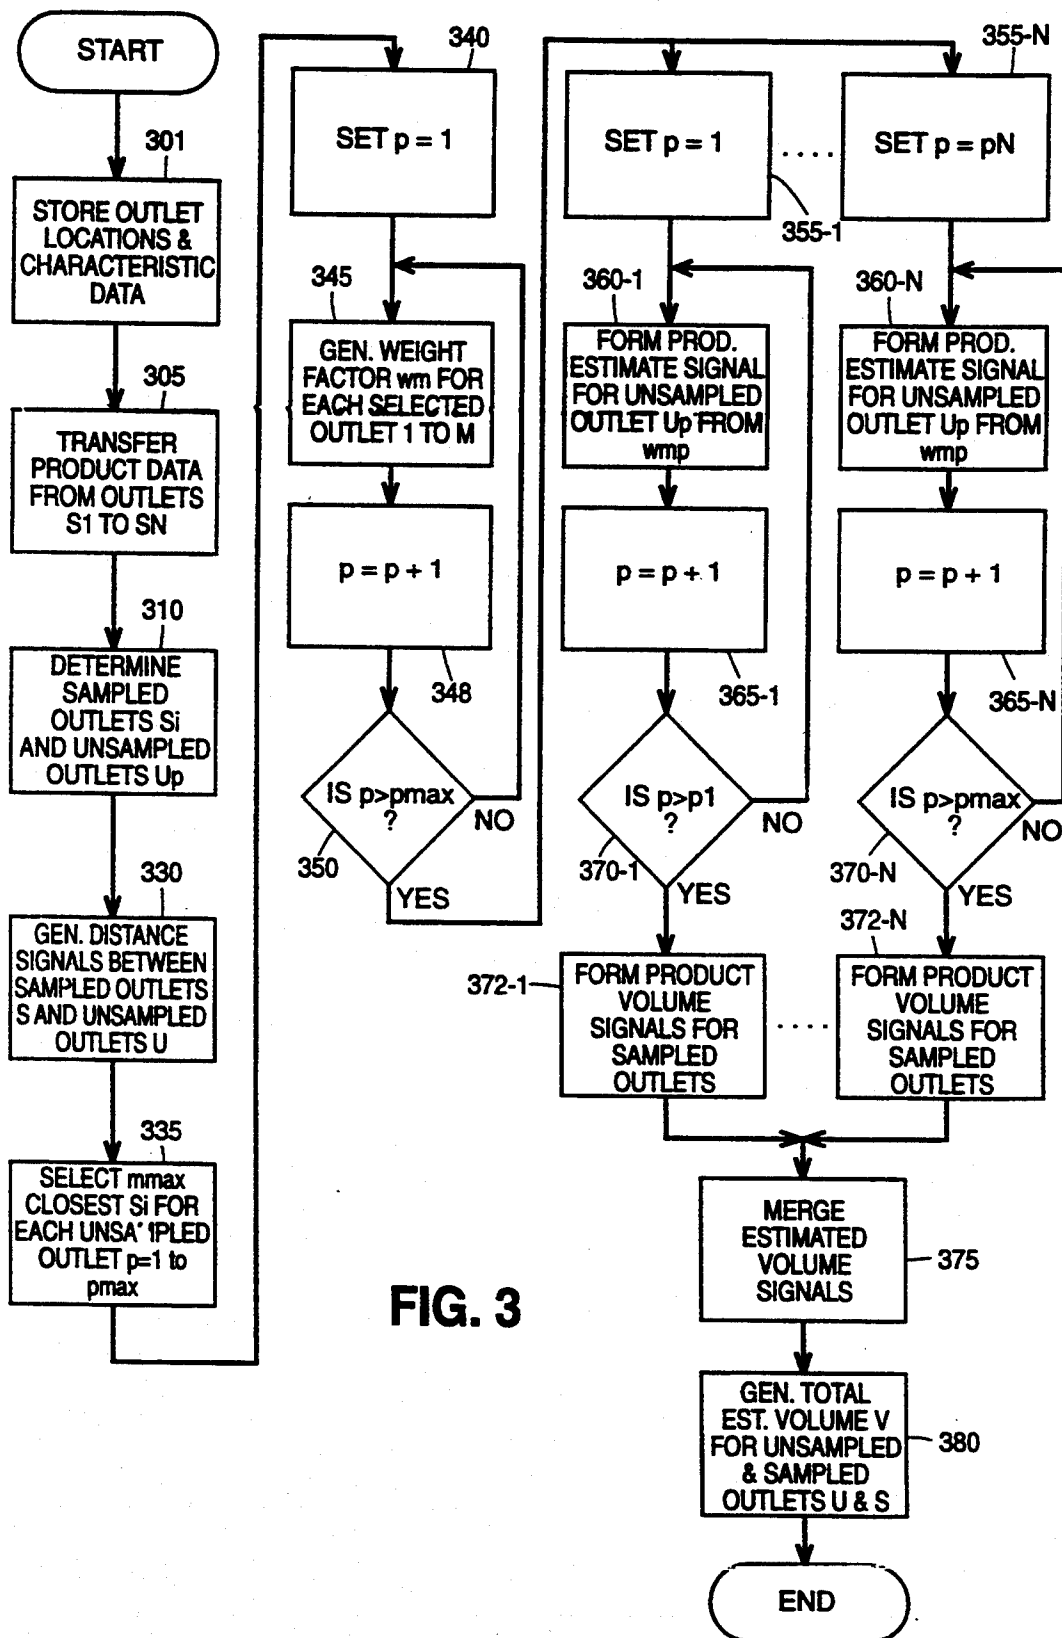 START
301
STORE OUTLET
LOCATIONS &
CHARACTERISTIC
DATA
305
TRANSFER
PRODUCT DATA
FROM OUTLETS
S1 TO SN
310
DETERMINE
SAMPLED
OUTLETS Si
AND UNSAMPLED
OUTLETS Up
330
GEN. DISTANCE
SIGNALS BETWEEN
SAMPLED OUTLETS
S AND UNSAMPLED
OUTLETS U
335
SELECT mmax
CLOSEST Si FOR
EACH
OUTLET p=1 to
pmax
340
SET p = 1
345
GEN. WEIGHT
FACTOR wm FOR
EACH SELECTED
OUTLET 1 TO M
p = p + 1
348
IS p>pmax
?
NO
350
YES
SET p = 1
355-1
360-1
FORM PROD.
ESTIMATE SIGNAL
FOR UNSAMPLED
OUTLET Up FROM
wmp
p = p + 1
365-1
IS p>p1
?
NO
370-1
YES
372-1
FORM PRODUCT
VOLUME
SIGNALS FOR
SAMPLED
OUTLETS
. . . . .
355-N
SET p = pN
360-N
FORM PROD.
ESTIMATE SIGNAL
FOR UNSAMPLED
OUTLET Up FROM
wmp
p = p + 1
365-N
IS p>pmax
?
NO
370-N
YES
372-N
FORM PRODUCT
VOLUME
SIGNALS FOR
SAMPLED
OUTLETS
. . . . .
MERGE
ESTIMATED
VOLUME
SIGNALS
375
GEN. TOTAL
EST. VOLUME V
FOR UNSAMPLED
& SAMPLED
OUTLETS U & S
380
END
FIG. 3